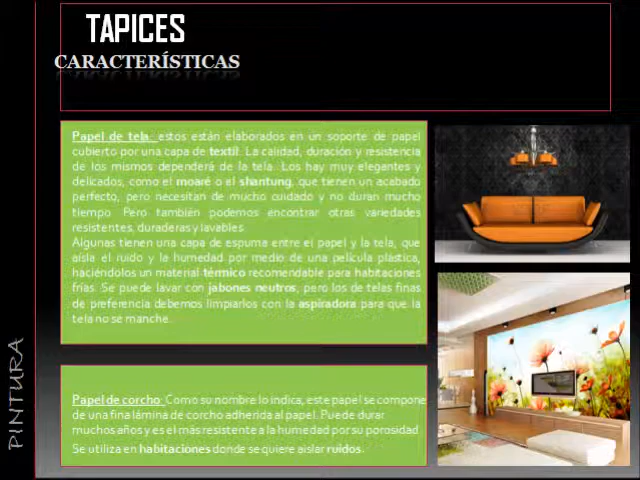 TAPICES
CARACTERÍSTICAS
Papel de tela: estos están elaborados en un soporte de papel
cubierto por una capa de textil. La calidad, duración y resistencia
de los mismos dependerá de la tela. Los hay muy elegantes y
delicados, como el moaré o el shantung, que tienen un acabado
perfecto, pero necesitan de mucho cuidado y no duran mucho
tiempo. Pero también podemos encontrar otras variedades
resistentes, duraderas y lavables.
Algunas tienen una capa de espuma entre el papel y la tela, que
aísla el ruido y la humedad por medio de una película plástica,
haciéndolos un material térmico recomendable para habitaciones
frías. Se puede lavar con jabones neutros, pero los de telas finas
de preferencia debemos limpiarlos con la aspiradora para que la
tela no se manche.
Papel de corcho: Como su nombre lo indica, este papel se compone
de una fina lámina de corcho adherida al papel. Puede durar
muchos años y es el más resistente a la humedad por su porosidad.
Se utiliza en habitaciones donde se quiere aislar ruidos.
PINTURA